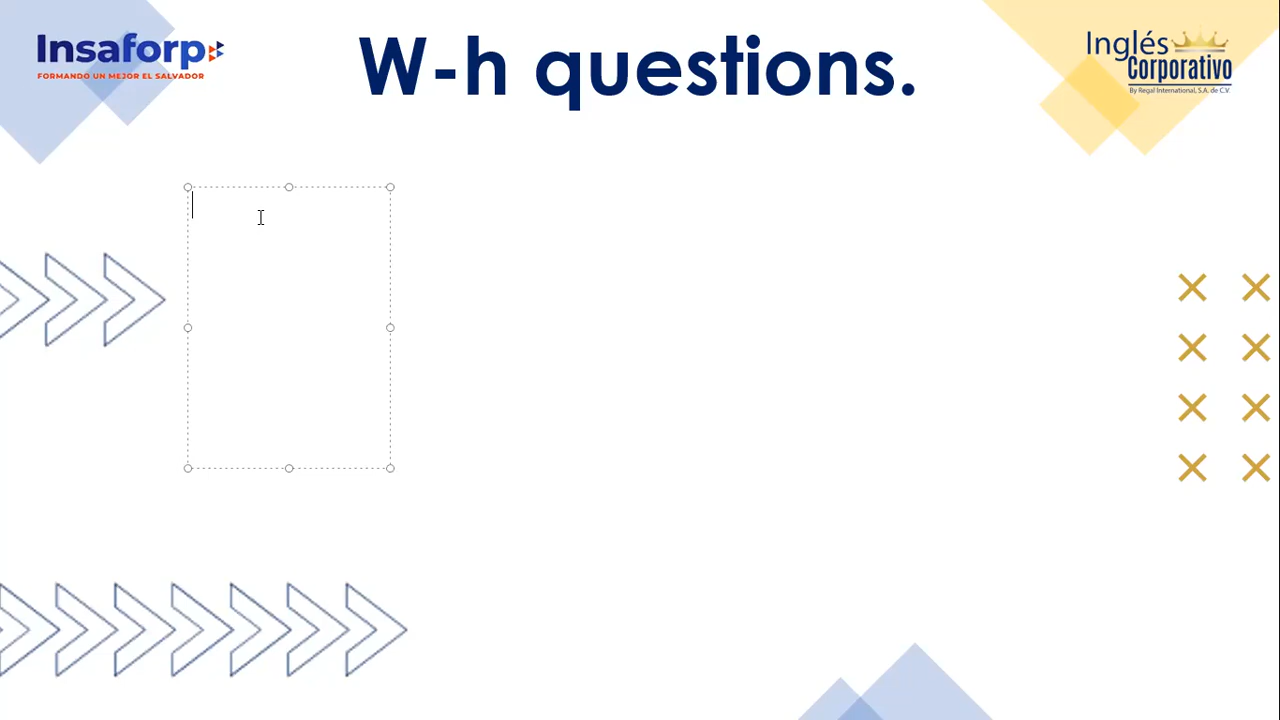 Insaforp
FORMANDO UN MEJOR EL SALVADOR
W-h questions.
Inglés
Corporativo
By Regal International, S.A. de C.V.